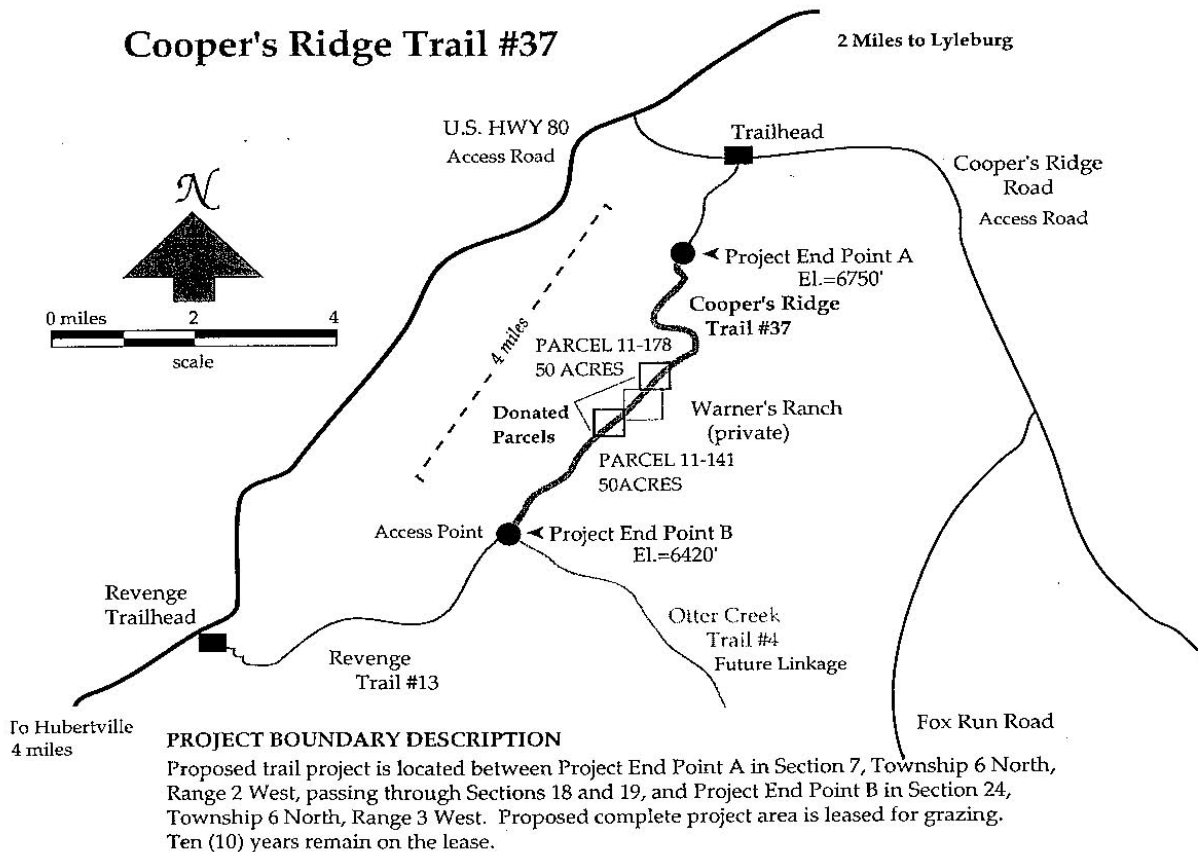 Cooper's Ridge Trail #37
2 Miles to Lyleburg
U.S. HWY 80
Access Road
Trailhead
Cooper's Ridge
Road
Access Road
N
0 miles
2
4
scale
Project End Point A
El.=6750'
Cooper's Ridge
Trail #37
4 miles
PARCEL 11-178
50 ACRES
Donated
Parcels
Warner's Ranch
(private)
PARCEL 11-141
50ACRES
Access Point
Project End Point B
El.=6420'
Revenge
Trailhead
Otter Creek
Trail #4
Future Linkage
Revenge
Trail #13
To Hubertville
4 miles
Fox Run Road
PROJECT BOUNDARY DESCRIPTION
Proposed trail project is located between Project End Point A in Section 7, Township 6 North,
Range 2 West, passing through Sections 18 and 19, and Project End Point B in Section 24,
Township 6 North, Range 3 West. Proposed complete project area is leased for grazing.
Ten (10) years remain on the lease.